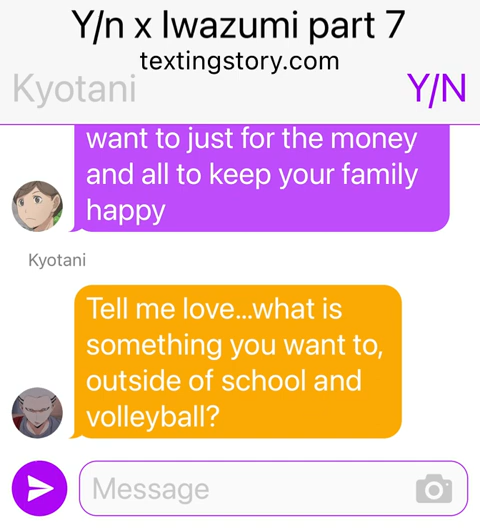 Y/n x Iwazumi part 7
textingstory.com
Kyotani
Y/N
want to just for the money
and all to keep your family
happy
Kyotani
Tell me love...what is
something you want to,
outside of school and
volleyball?
Message